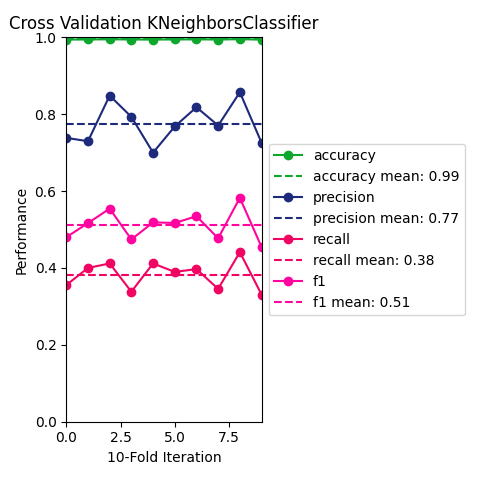 Cross Validation KNeighborsClassifier
1.0
0.8
0.6
0.4
0.2
0.0
Performance
0.0 2.5 5.0 7.5
10-Fold Iteration
accuracy
accuracy mean: 0.99
precision
precision mean: 0.77
recall
recall mean: 0.38
f1
f1 mean: 0.51